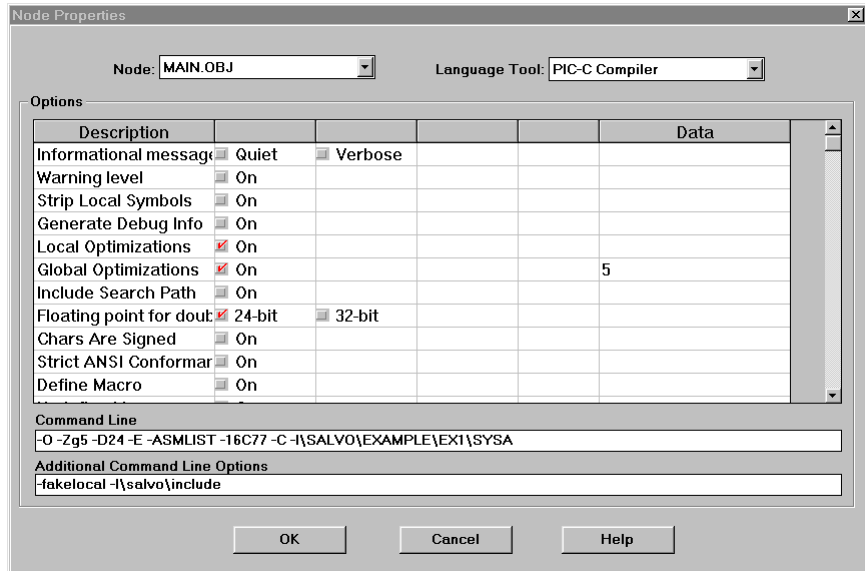 Node Properties
Node: MAIN.OBJ Language Tool: PIC-C Compiler
Options
Description Data
Informational message Quiet Verbose
Warning level On
Strip Local Symbols On
Generate Debug Info On
Local Optimizations On
Global Optimizations On 5
Include Search Path On
Floating point for doub 24-bit 32-bit
Chars Are Signed On
Strict ANSI Conformar On
Define Macro On
Command Line
-O -Zg5 -D24 -E -ASMLIST -16C77 -C -I\SALVO\EXAMPLE\EX1\SYSA
Additional Command Line Options
-fakelocal -I\salvo\include
OK Cancel Help